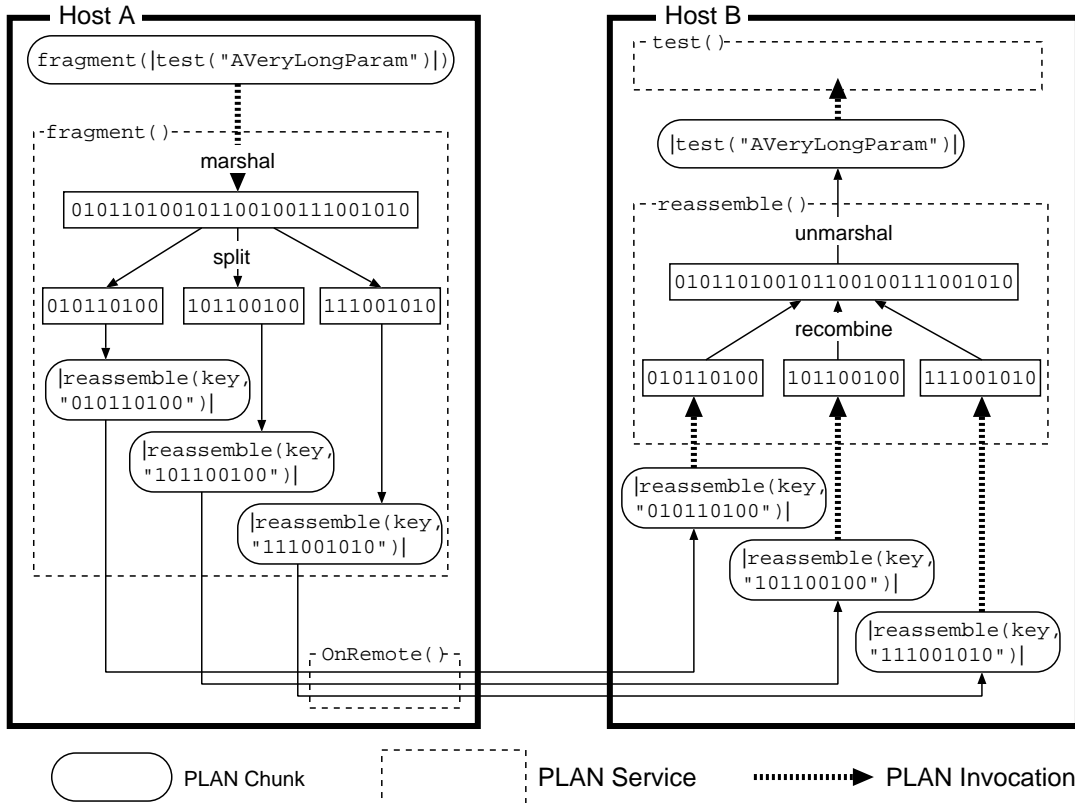 Host A
fragment(|test("AVeryLongParam")|)
fragment()
marshal
010110100101100100111001010
split
010110100
101100100
111001010
|reassemble(key,
"010110100")|
|reassemble(key,
"101100100")|
|reassemble(key,
"111001010")|
OnRemote()
Host B
test()
|test("AVeryLongParam")|
reassemble()
unmarshal
010110100101100100111001010
recombine
010110100
101100100
111001010
|reassemble(key,
"010110100")|
|reassemble(key,
"101100100")|
|reassemble(key,
"111001010")|
PLAN Chunk
PLAN Service
PLAN Invocation